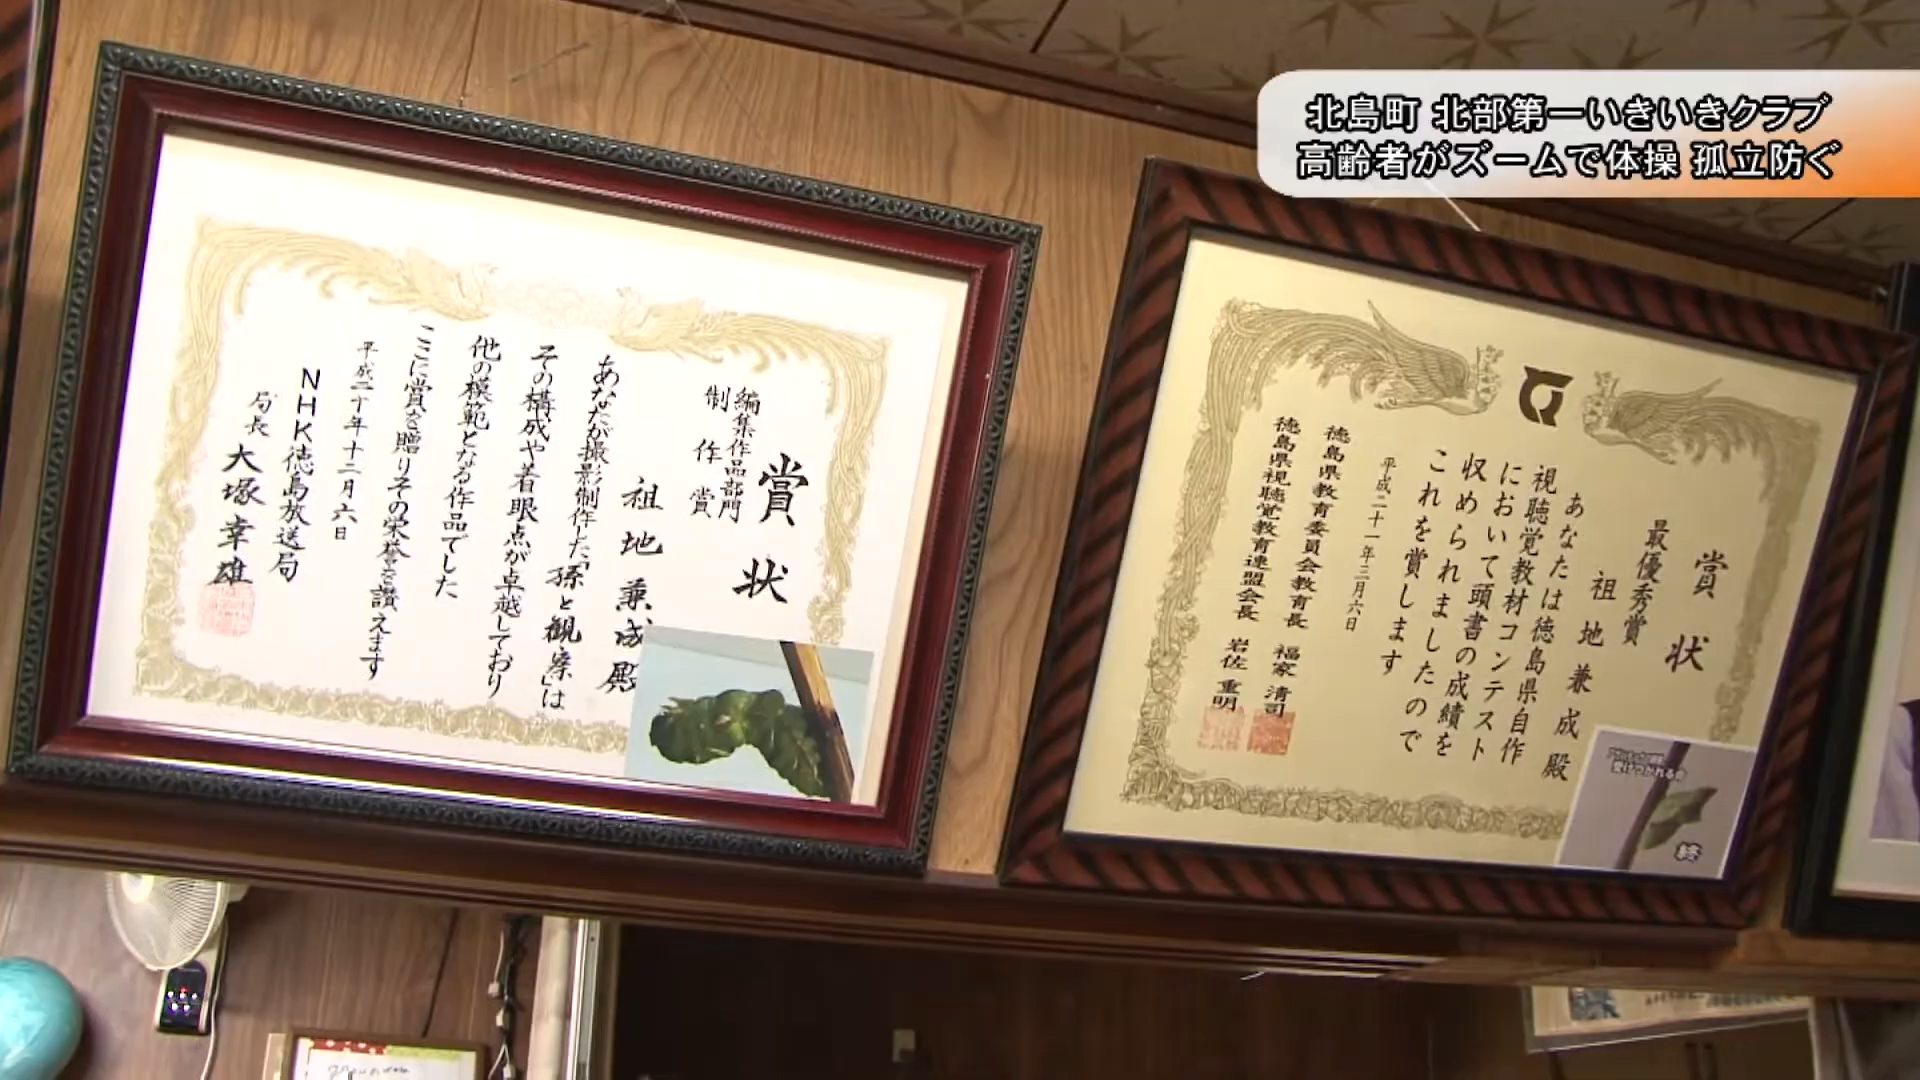 北島町 北部第一いきいきクラブ
高齢者がズームで体操 孤立防ぐ
賞状
編集作品部門
制作賞
祖地兼成殿
あなたが撮影制作した「孫と観察」は
その構成や着眼点が卓越しており
他の模範となる作品でした
ここに賞を贈りその栄誉を讃えます
平成二十年十二月六日
NHK徳島放送局
局長 大塚幸雄
賞状
最優秀賞
祖地兼成殿
あなたは徳島県自作
視聴覚教材コンテスト
において頭書の成績を
収められましたので
これを賞します
平成二十一年三月六日
徳島県教育委員会教育長 福家清司
徳島県視聴覚教育連盟会長 岩佐重明
受けつがれる命
終